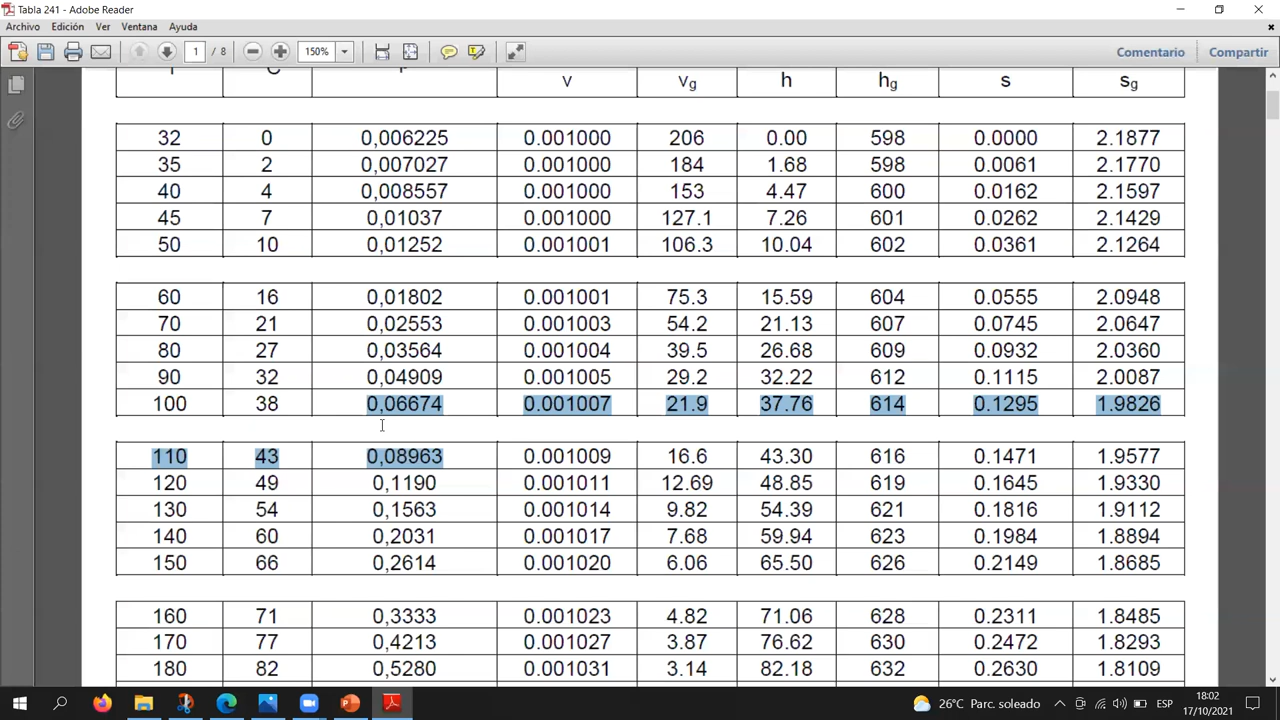 Tabla 241 - Adobe Reader
Archivo Edición Ver Ventana Ayuda
1 / 8 150% Comentario Compartir
v vg h hg s sg
32 0 0,006225 0.001000 206 0.00 598 0.0000 2.1877
35 2 0,007027 0.001000 184 1.68 598 0.0061 2.1770
40 4 0,008557 0.001000 153 4.47 600 0.0162 2.1597
45 7 0,01037 0.001000 127.1 7.26 601 0.0262 2.1429
50 10 0,01252 0.001001 106.3 10.04 602 0.0361 2.1264
60 16 0,01802 0.001001 75.3 15.59 604 0.0555 2.0948
70 21 0,02553 0.001003 54.2 21.13 607 0.0745 2.0647
80 27 0,03564 0.001004 39.5 26.68 609 0.0932 2.0360
90 32 0,04909 0.001005 29.2 32.22 612 0.1115 2.0087
100 38 0,06674 0.001007 21.9 37.76 614 0.1295 1.9826
110 43 0,08963 0.001009 16.6 43.30 616 0.1471 1.9577
120 49 0,1190 0.001011 12.69 48.85 619 0.1645 1.9330
130 54 0,1563 0.001014 9.82 54.39 621 0.1816 1.9112
140 60 0,2031 0.001017 7.68 59.94 623 0.1984 1.8894
150 66 0,2614 0.001020 6.06 65.50 626 0.2149 1.8685
160 71 0,3333 0.001023 4.82 71.06 628 0.2311 1.8485
170 77 0,4213 0.001027 3.87 76.62 630 0.2472 1.8293
180 82 0,5280 0.001031 3.14 82.18 632 0.2630 1.8109
26°C Parc. soleado ESP 18:02
17/10/2021